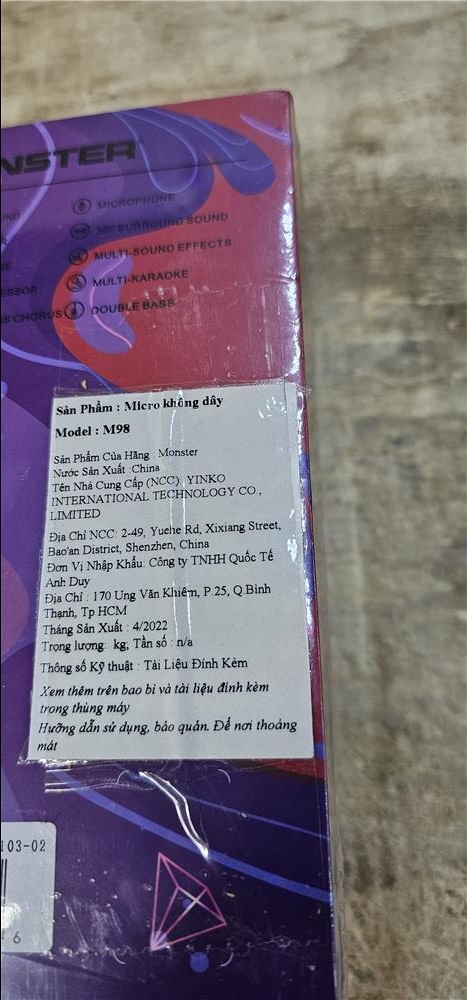 NSTER
MICROPHONE
360 SURROUND SOUND
MULTI-SOUND EFFECTS
ESSOR MULTI-KARAOKE
CHORUS DOUBLE BASS
Sản Phẩm : Micro không dây
Model : M98
Sản Phẩm Của Hãng : Monster
Nước Sản Xuất :China
Tên Nhà Cung Cấp (NCC): YINKO
INTERNATIONAL TECHNOLOGY CO.,
LIMITED
Địa Chỉ NCC: 2-49, Yuehe Rd, Xixiang Street,
Bao'an District, Shenzhen, China
Đơn Vị Nhập Khẩu: Công ty TNHH Quốc Tế
Anh Duy
Địa Chỉ : 170 Ung Văn Khiêm, P.25, Q.Bình
Thạnh, Tp HCM
Tháng Sản Xuất : 4/2022
Trọng lượng: kg; Tần số : n/a
Thông số Kỹ thuật : Tài Liệu Đính Kèm
Xem thêm trên bao bì và tài liệu đính kèm
trong thùng máy
Hướng dẫn sử dụng, bảo quản. Để nơi thoáng
mát
103-02
6